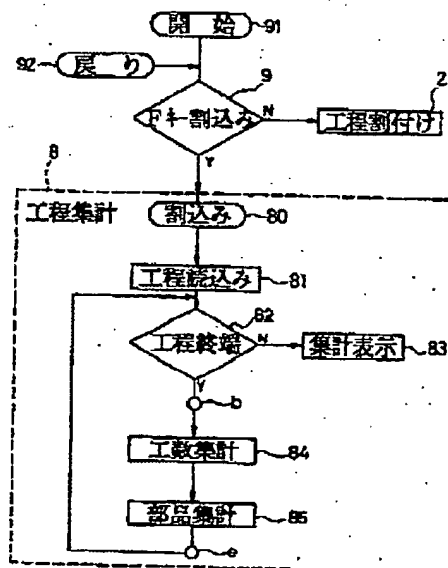 開始 91
92 戻り
9
Fキー割込み N 工程割付け 2
Y
8
工程集計
割込み 80
工程読込み 81
82
工程終端 N 集計表示 83
Y
b
工数集計 84
部品集計 85
e